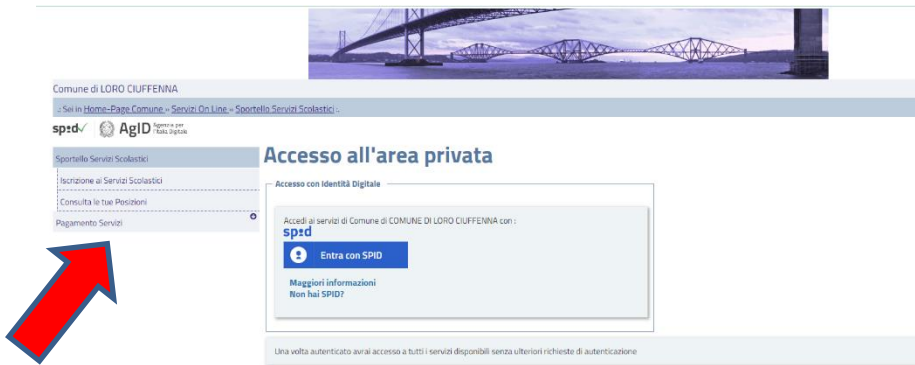 Comune di LORO CIUFFENNA
.: Sei in Home-Page Comune » Servizi On Line » Sportello Servizi Scolastici :.
sp:d AgID Agenzia per l'Italia Digitale
Sportello Servizi Scolastici
Iscrizione ai Servizi Scolastici
Consulta le tue Posizioni
Pagamento Servizi
Accesso all'area privata
Accesso con Identità Digitale
Accedi ai servizi di Comune di COMUNE DI LORO CIUFFENNA con :
sp:d
Entra con SPID
Maggiori informazioni
Non hai SPID?
Una volta autenticato avrai accesso a tutti i servizi disponibili senza ulteriori richieste di autenticazione